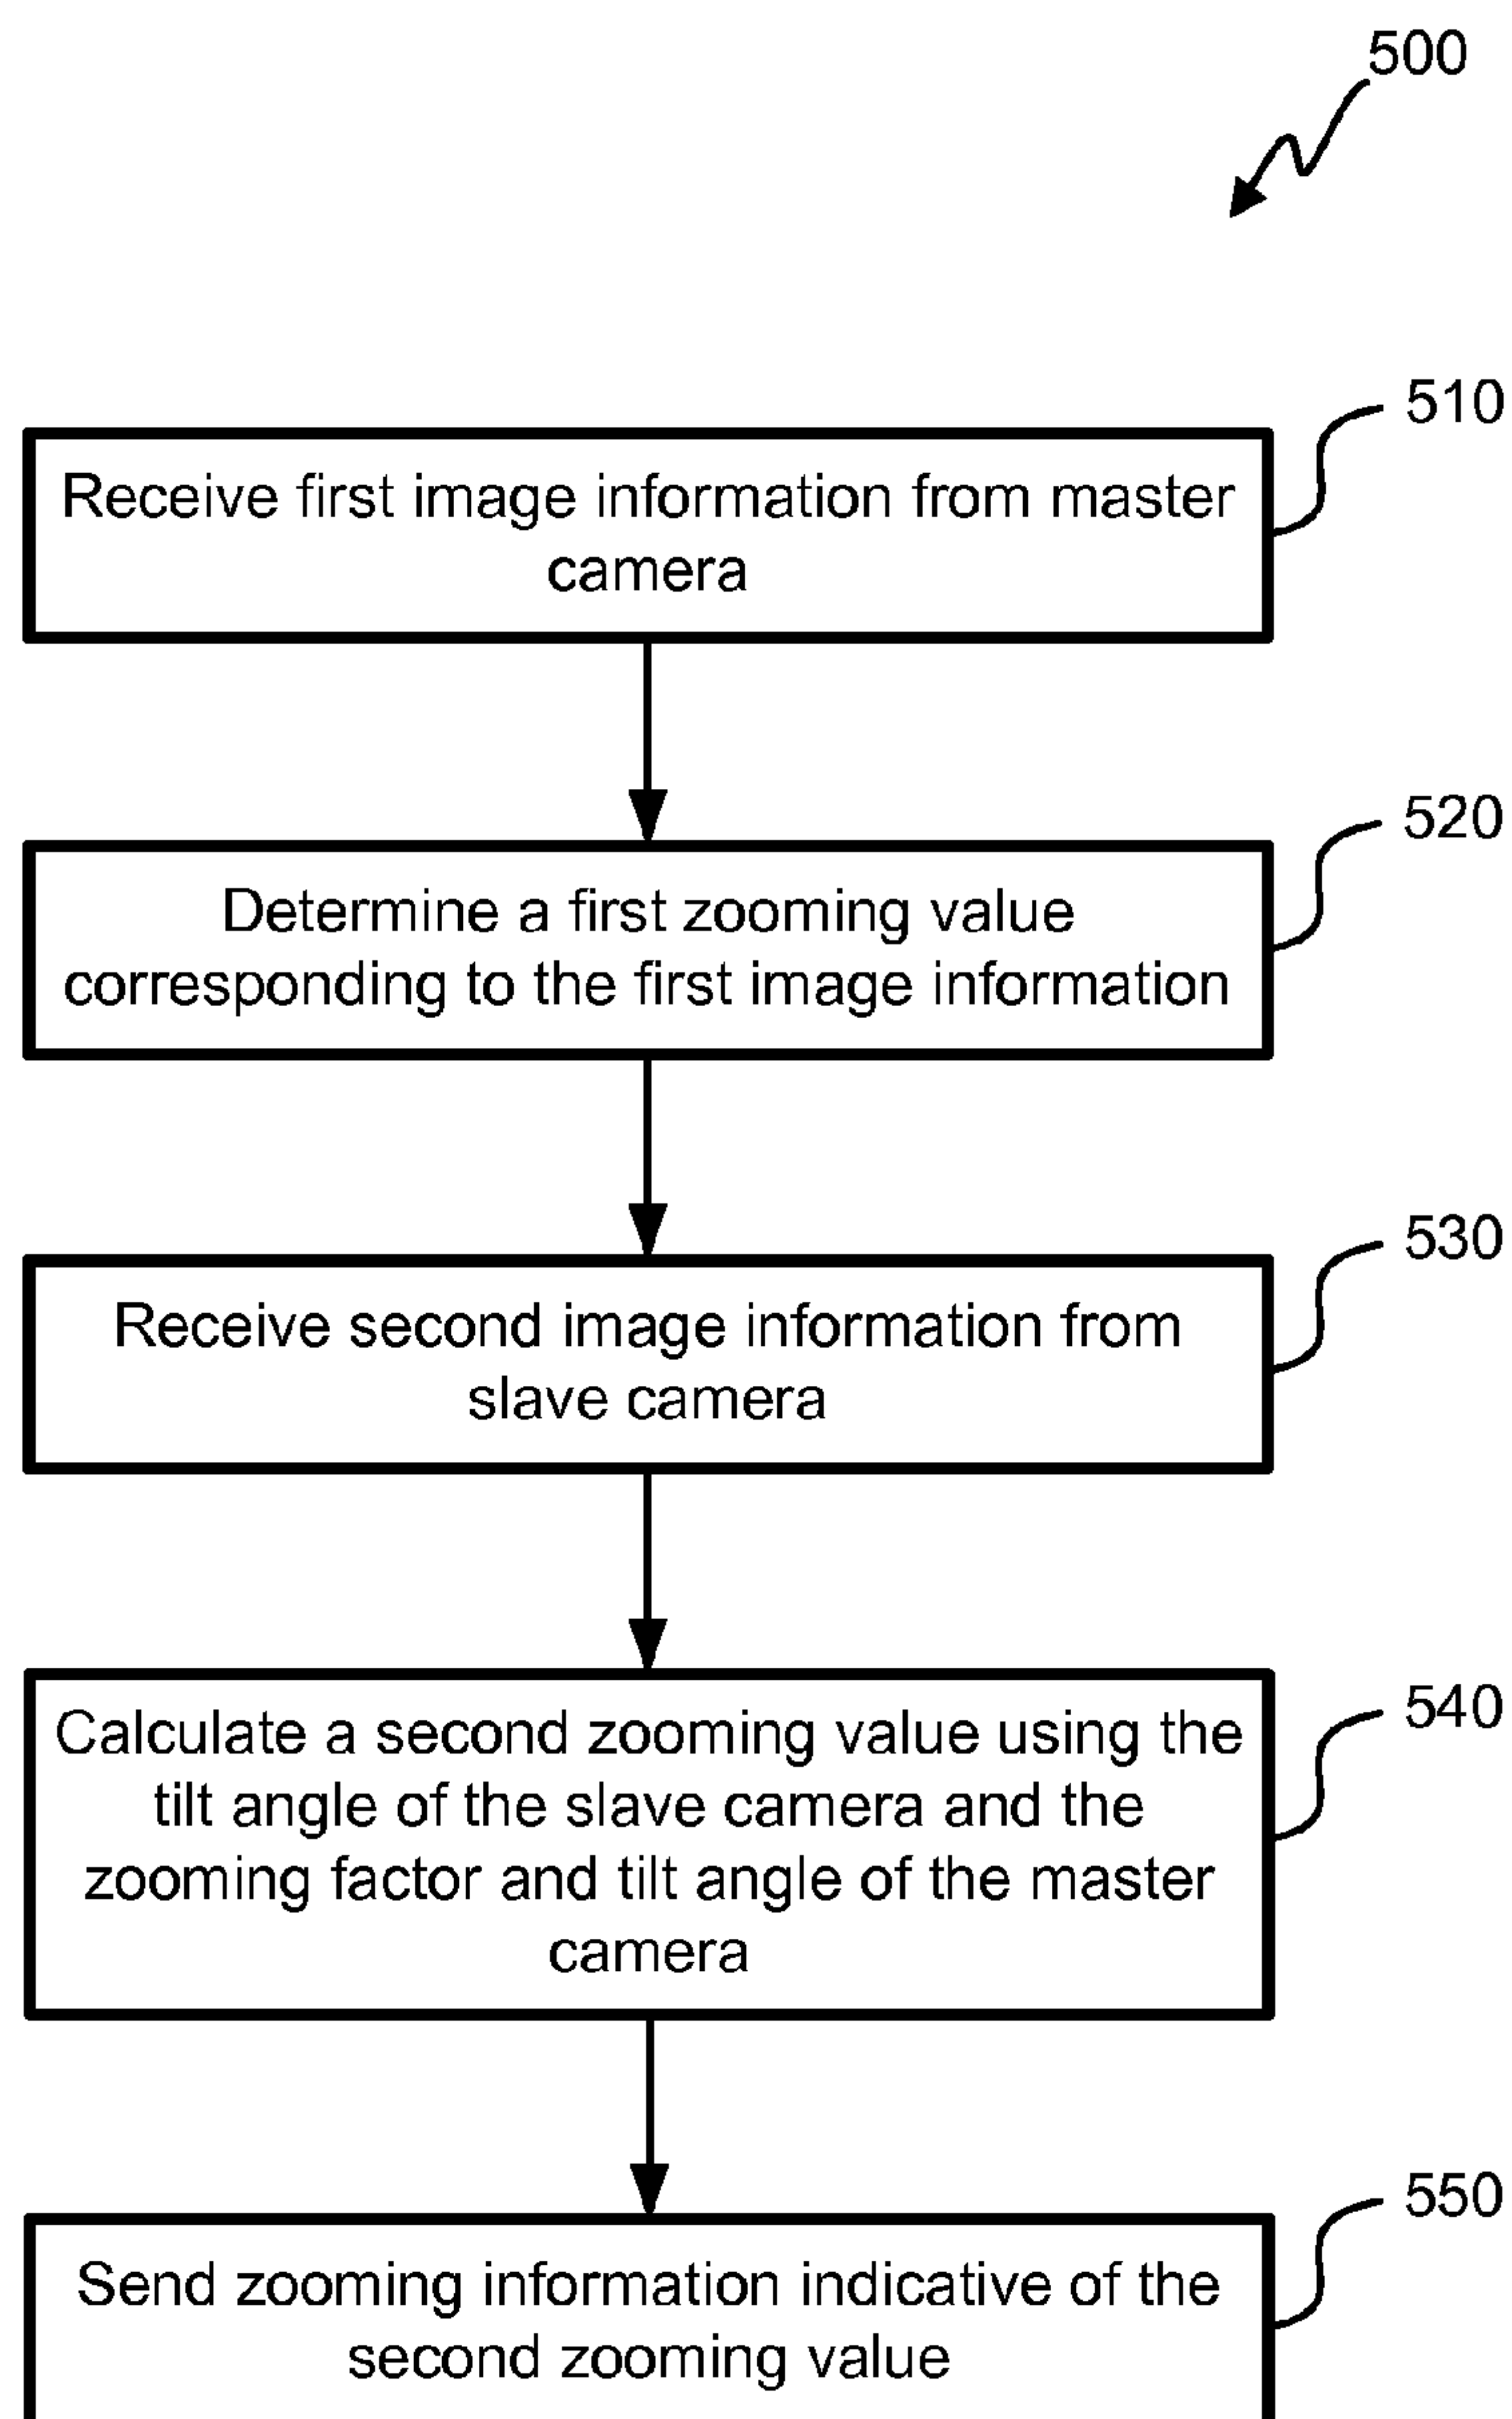 500
510
Receive first image information from master
camera
520
Determine a first zooming value
corresponding to the first image information
530
Receive second image information from
slave camera
540
Calculate a second zooming value using the
tilt angle of the slave camera and the
zooming factor and tilt angle of the master
camera
550
Send zooming information indicative of the
second zooming value